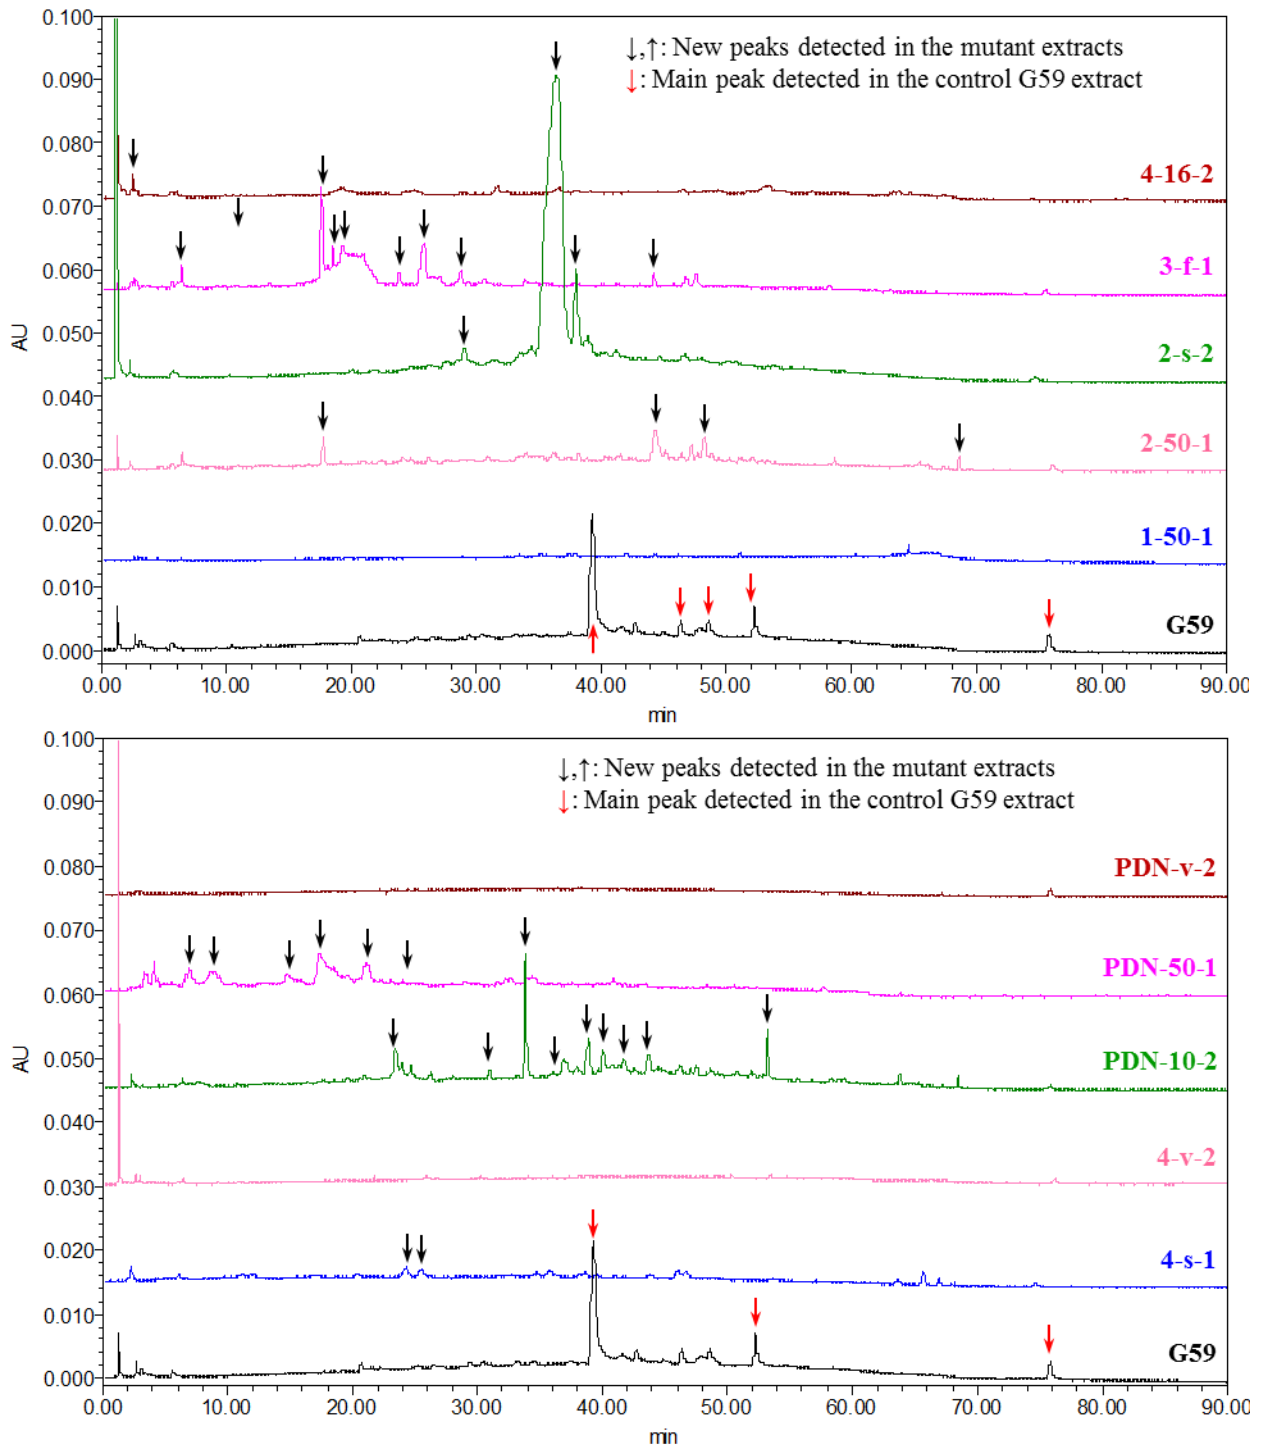 0.100
↓,↑: New peaks detected in the mutant extracts
0.090
↓: Main peak detected in the control G59 extract
0.080
4-16-2
0.070
3-f-1
0.060
AU
0.050
2-s-2
0.040
2-50-1
0.030
0.020
1-50-1
0.010
G59
0.000
0.00 10.00 20.00 30.00 40.00 50.00 60.00 70.00 80.00 90.00
min
0.100
↓,↑: New peaks detected in the mutant extracts
0.090
↓: Main peak detected in the control G59 extract
0.080
PDN-v-2
0.070
PDN-50-1
0.060
AU
0.050
PDN-10-2
0.040
4-v-2
0.030
0.020
4-s-1
0.010
G59
0.000
0.00 10.00 20.00 30.00 40.00 50.00 60.00 70.00 80.00 90.00
min